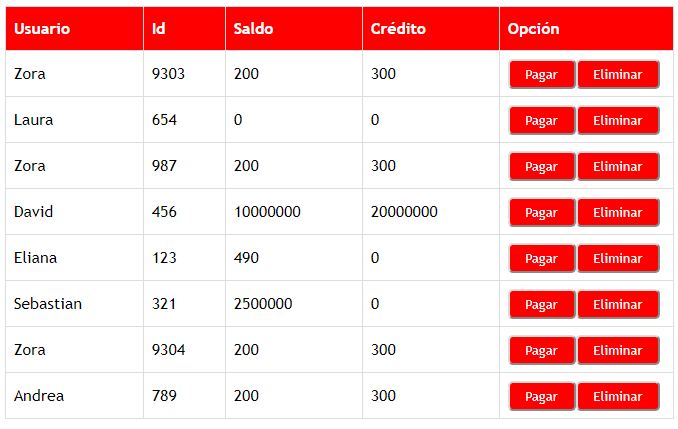 Usuario Id Saldo Crédito Opción
Zora 9303 200 300 Pagar Eliminar
Laura 654 0 0 Pagar Eliminar
Zora 987 200 300 Pagar Eliminar
David 456 10000000 20000000 Pagar Eliminar
Eliana 123 490 0 Pagar Eliminar
Sebastian 321 2500000 0 Pagar Eliminar
Zora 9304 200 300 Pagar Eliminar
Andrea 789 200 300 Pagar Eliminar